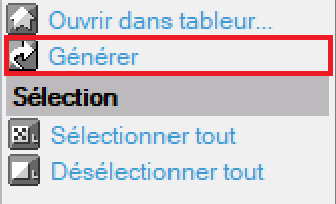 Ouvrir dans tableur...
Générer
Sélection
Sélectionner tout
Désélectionner tout